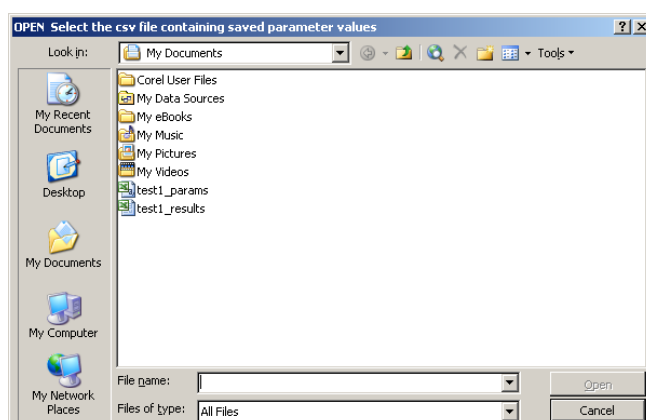 OPEN Select the csv file containing saved parameter values
Look in:
My Documents
Tools
Corel User Files
My Data Sources
My eBooks
My Music
My Pictures
My Videos
test1_params
test1_results
My Recent
Documents
Desktop
My Documents
My Computer
My Network
Places
File name:
Open
Files of type:
All Files
Cancel